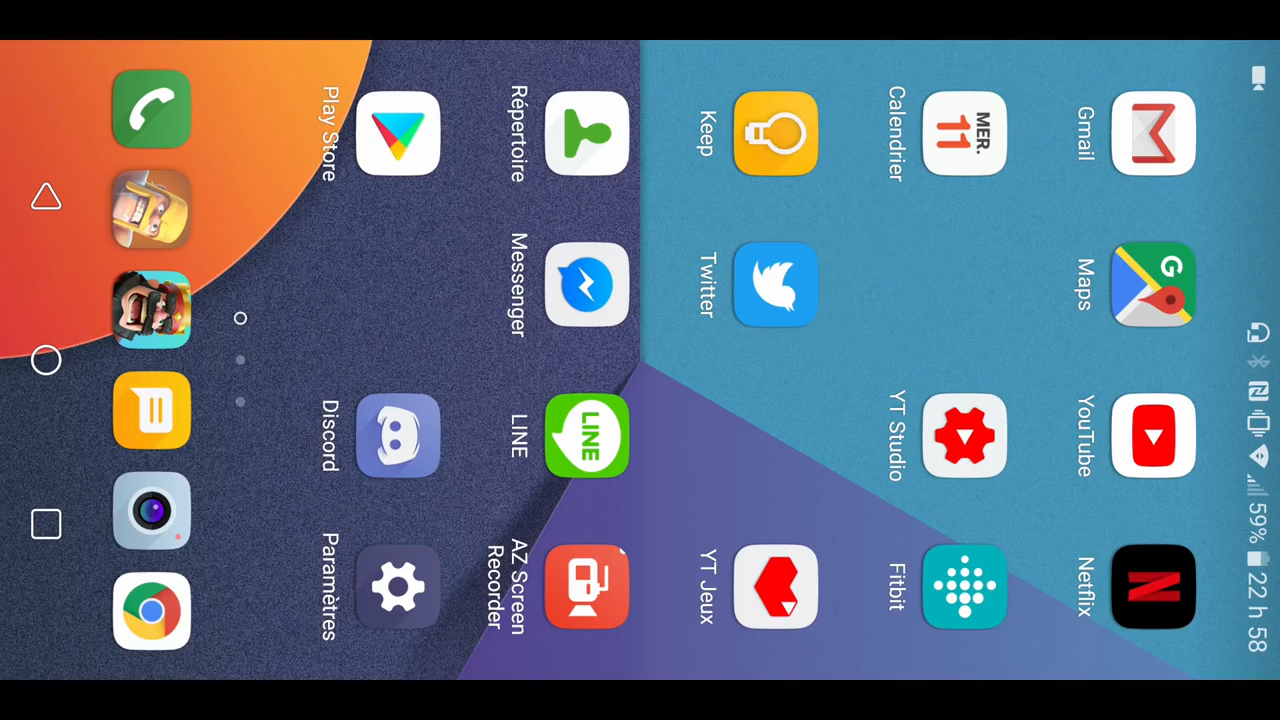 59% 22 h 58
Gmail
Maps
YouTube
Netflix
MER.
11
Calendrier
YT Studio
Fitbit
Keep
Twitter
YT Jeux
Répertoire
Messenger
LINE
LINE
AZ Screen
Recorder
Play Store
Discord
Paramètres